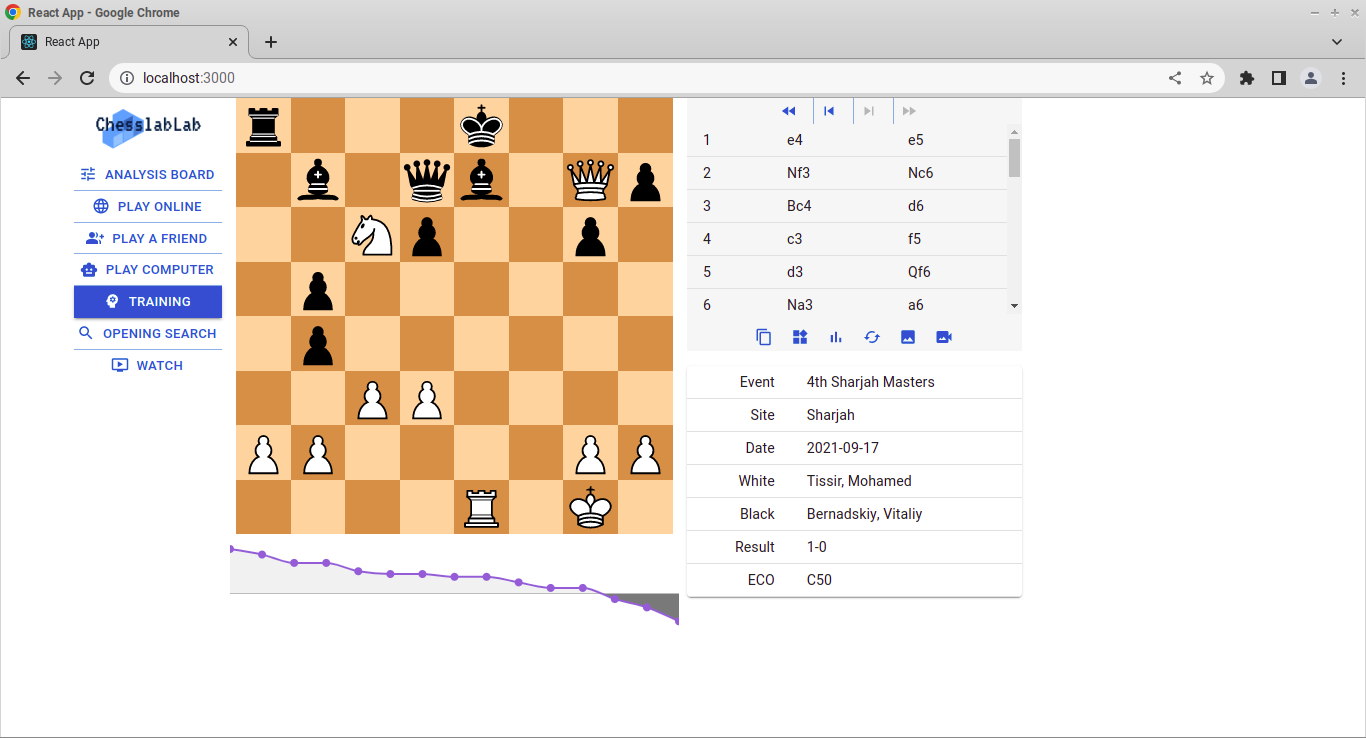 React App - Google Chrome
React App
localhost:3000
ChesslabLab
ANALYSIS BOARD
PLAY ONLINE
PLAY A FRIEND
PLAY COMPUTER
TRAINING
OPENING SEARCH
WATCH
1 e4 e5
2 Nf3 Nc6
3 Bc4 d6
4 c3 f5
5 d3 Qf6
6 Na3 a6
Event 4th Sharjah Masters
Site Sharjah
Date 2021-09-17
White Tissir, Mohamed
Black Bernadskiy, Vitaliy
Result 1-0
ECO C50